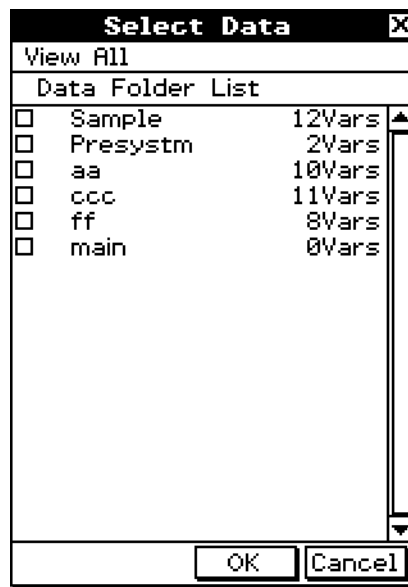 Select Data
View All
Data Folder List
Sample 12Vars
Presystm 2Vars
aa 10Vars
ccc 11Vars
ff 8Vars
main 0Vars
OK Cancel